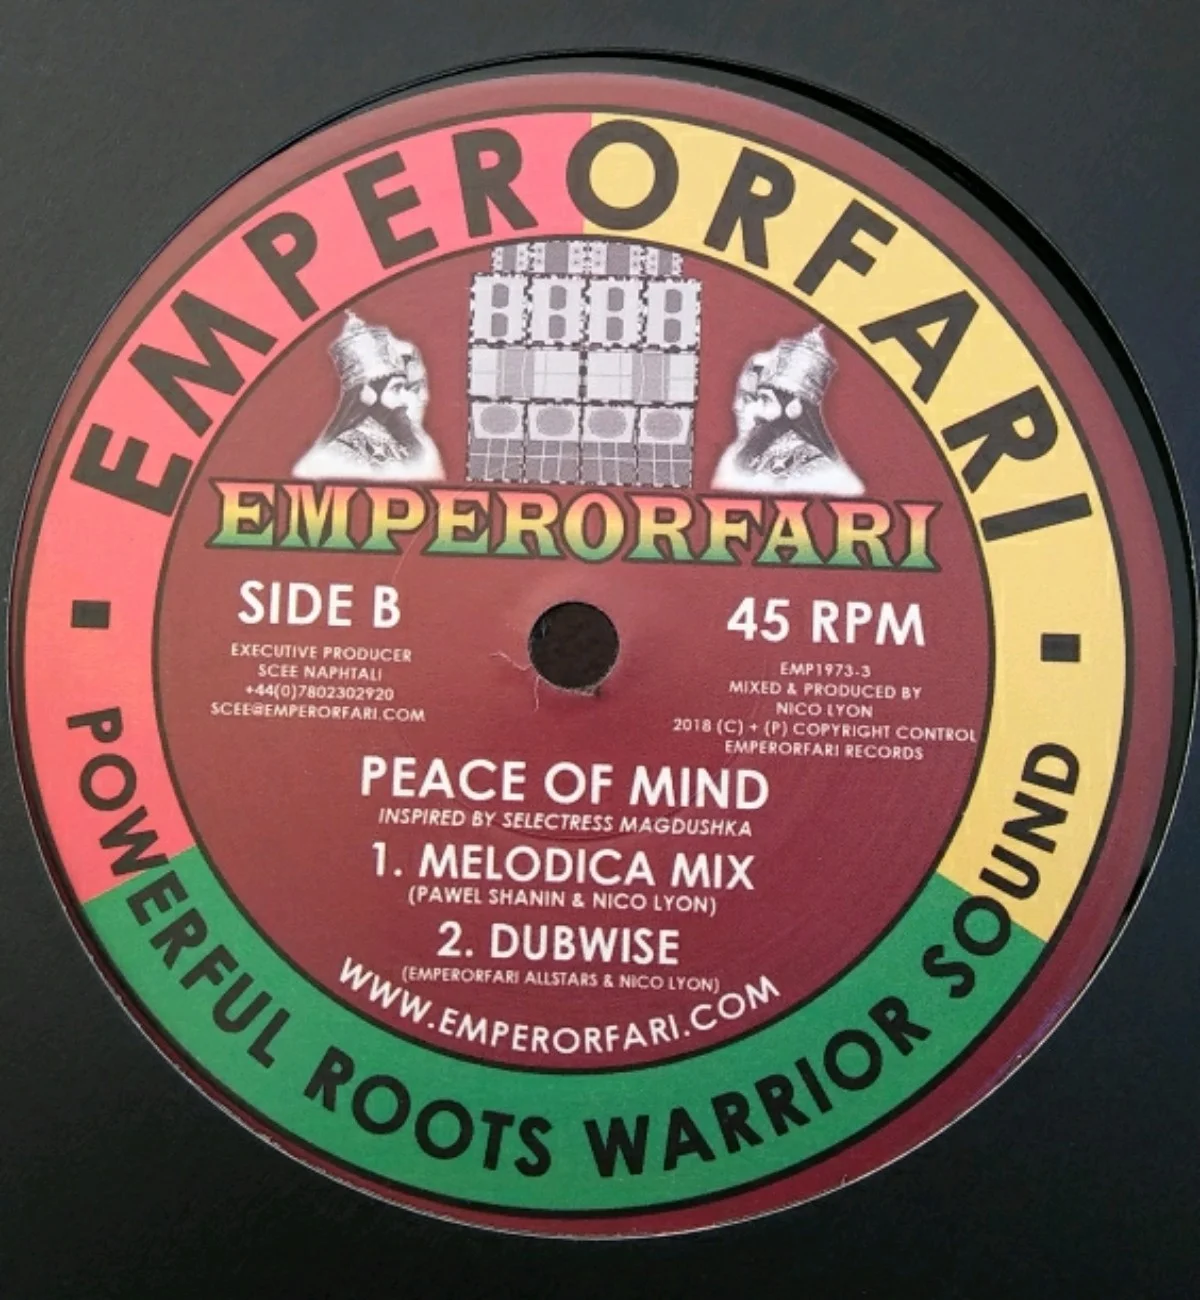 EMPERORFARI
EMPERORFARI
SIDE B
EXECUTIVE PRODUCER
SCEE NAPHTALI
+44(0)7802302920
SCEE@EMPERORFARI.COM
45 RPM
EMP1973-3
MIXED & PRODUCED BY
NICO LYON
2018 (C) + (P) COPYRIGHT CONTROL
EMPERORFARI RECORDS
PEACE OF MIND
INSPIRED BY SELECTRESS MAGDUSHKA
1. MELODICA MIX
(PAWEL SHANIN & NICO LYON)
2. DUBWISE
(EMPERORFARI ALLSTARS & NICO LYON)
WWW.EMPERORFARI.COM
POWERFUL ROOTS WARRIOR SOUND